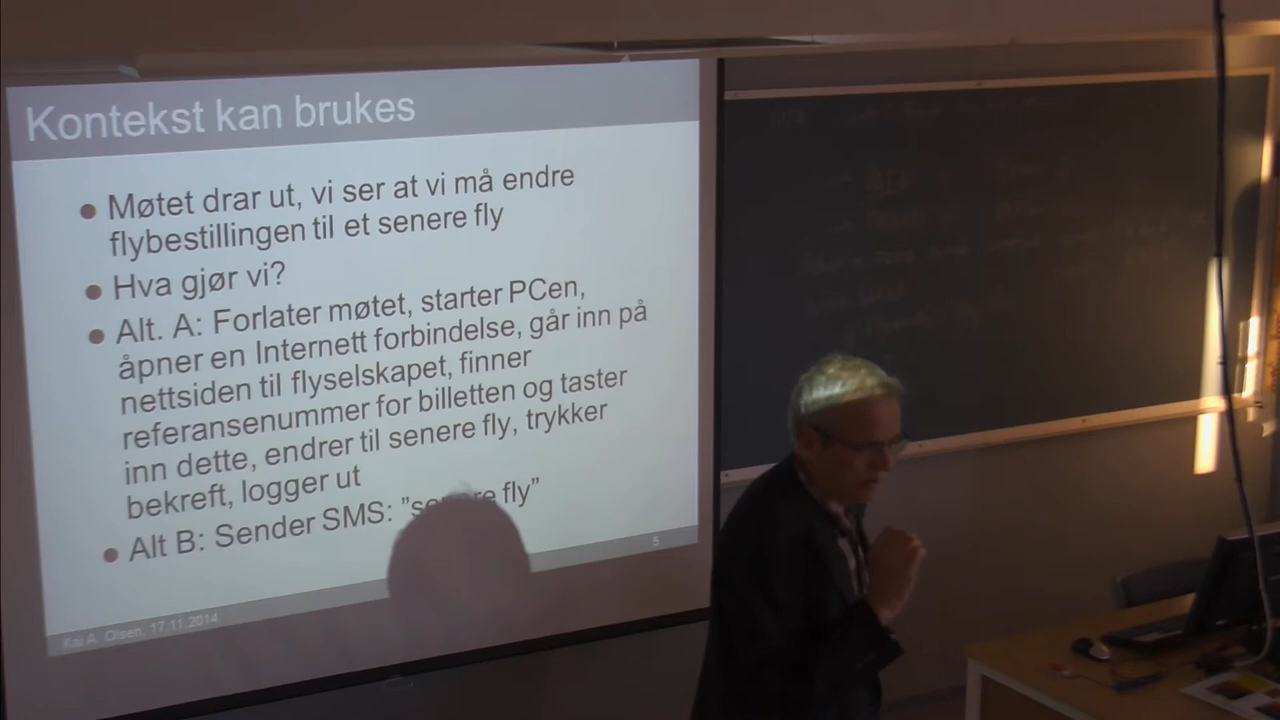 Kontekst kan brukes
Møtet drar ut, vi ser at vi må endre
flybestillingen til et senere fly
Hva gjør vi?
Alt. A: Forlater møtet, starter PCen,
åpner en Internett forbindelse, går inn på
nettsiden til flyselskapet, finner
referansenummer for billetten og taster
inn dette, endrer til senere fly, trykker
bekreft, logger ut
Alt B: Sender SMS: ”senere fly”
5
Kai A. Olsen, 17.11.2014